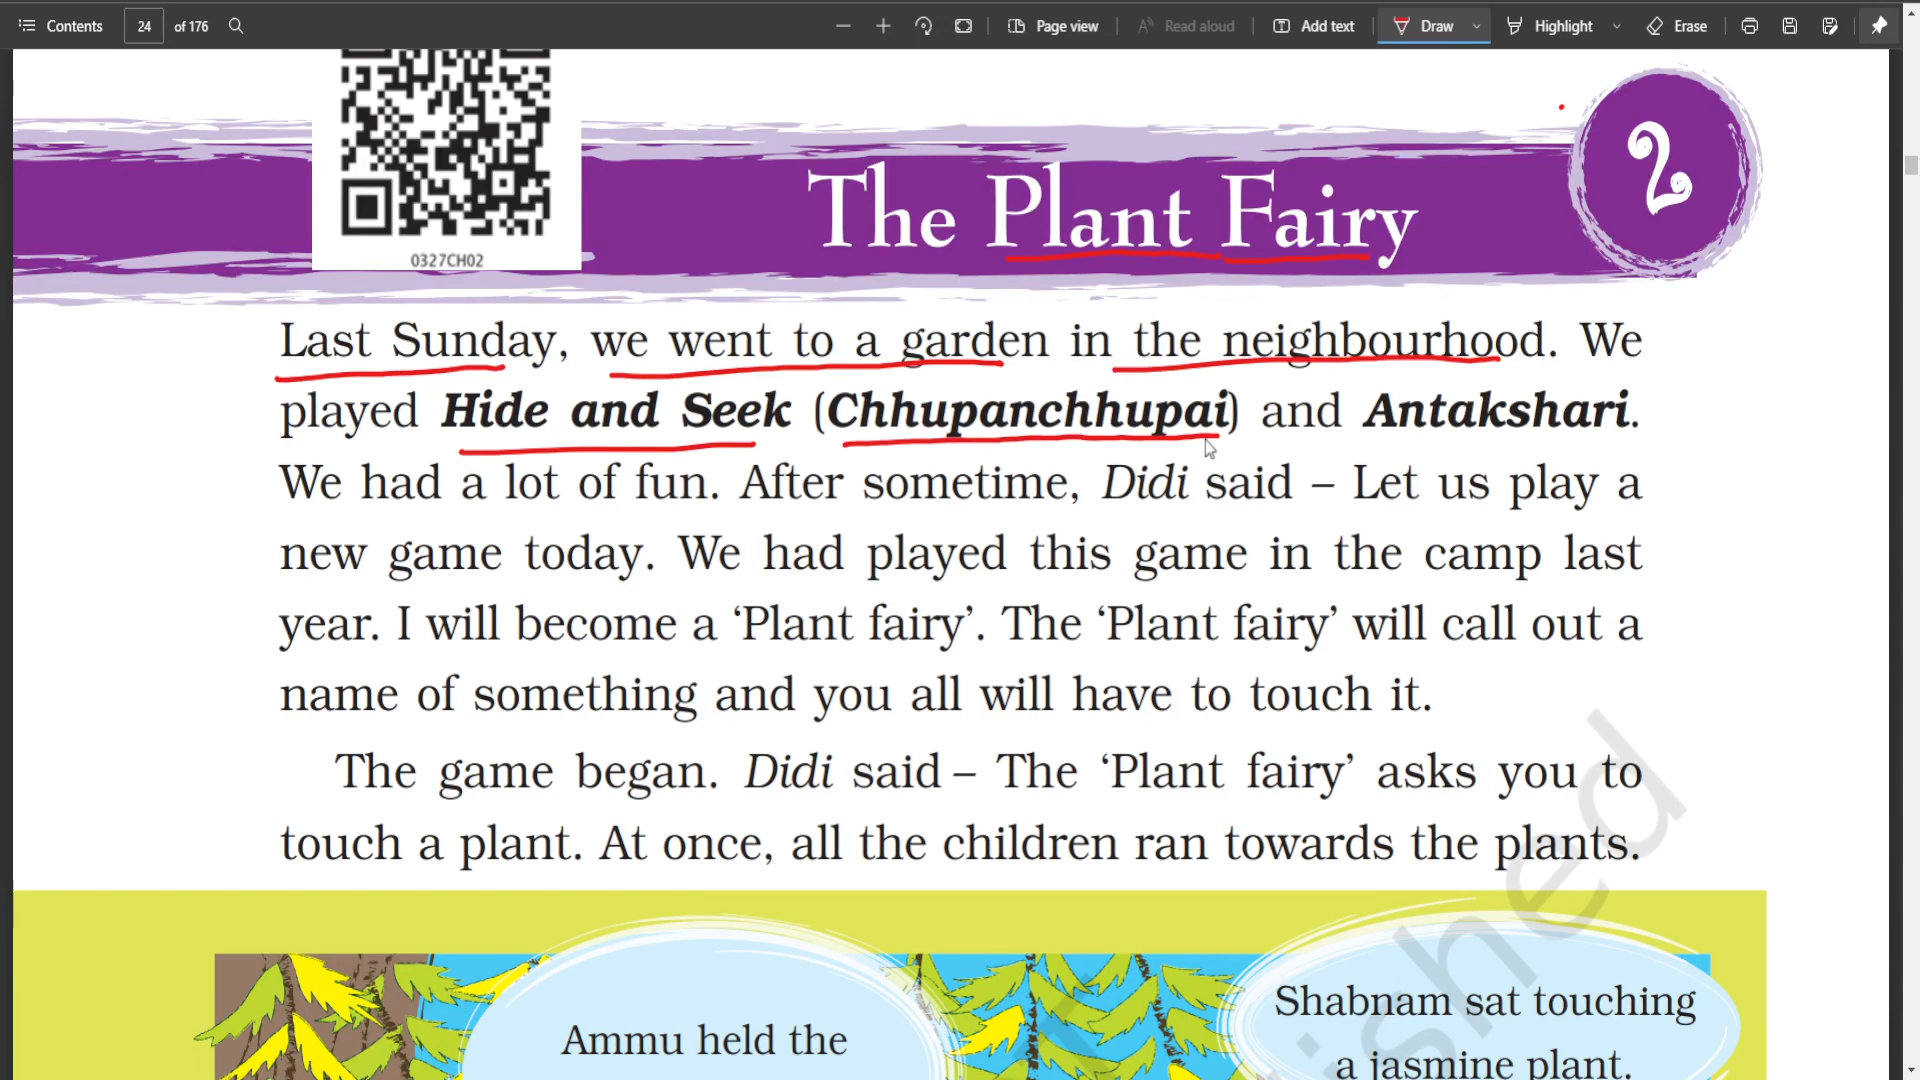 Contents 24 of 176 Page view Read aloud Add text Draw Highlight Erase
0327CH02
The Plant Fairy
2
Last Sunday, we went to a garden in the neighbourhood. We
played Hide and Seek (Chhupanchhupai) and Antakshari.
We had a lot of fun. After sometime, Didi said – Let us play a
new game today. We had played this game in the camp last
year. I will become a ‘Plant fairy’. The ‘Plant fairy’ will call out a
name of something and you all will have to touch it.
The game began. Didi said – The ‘Plant fairy’ asks you to
touch a plant. At once, all the children ran towards the plants.
Ammu held the
Shabnam sat touching
a jasmine plant.